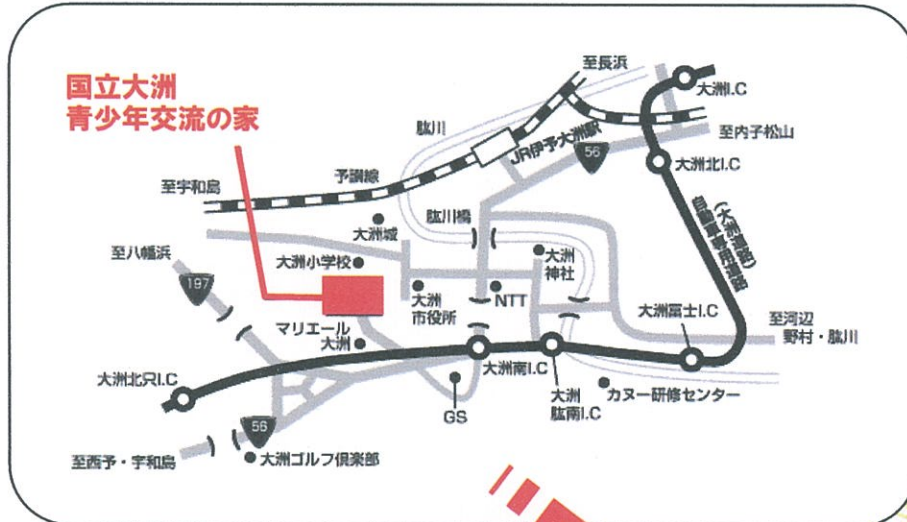 国立大洲
青少年交流の家
至長浜
大洲I.C
肱川
JR伊予大洲駅
至内子松山
56
大洲北I.C
予讃線
至宇和島
肱川橋
大洲城
(大洲道路)
自動車専用道路
至八幡浜
大洲小学校
大洲
神社
197
大洲
市役所
NTT
大洲冨士I.C
マリエール
大洲
至河辺
野村・肱川
大洲北只I.C
大洲南I.C
大洲
肱南I.C
カヌー研修センター
GS
56
至西予・宇和島
大洲ゴルフ倶楽部